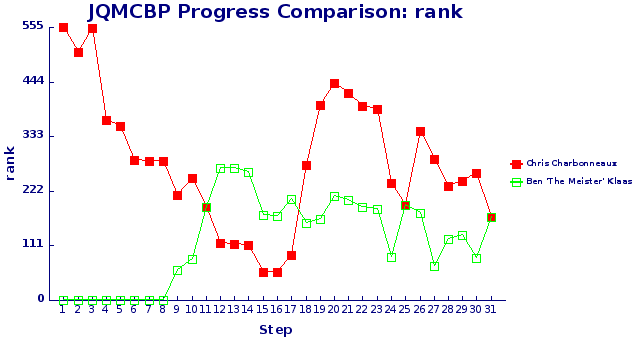 JQMCBP Progress Comparison: rank
555
444
333
222
111
0
rank
1 2 3 4 5 6 7 8 9 10 11 12 13 14 15 16 17 18 19 20 21 22 23 24 25 26 27 28 29 30 31
Step
Chris Charbonneaux
Ben 'The Meister' Klaas